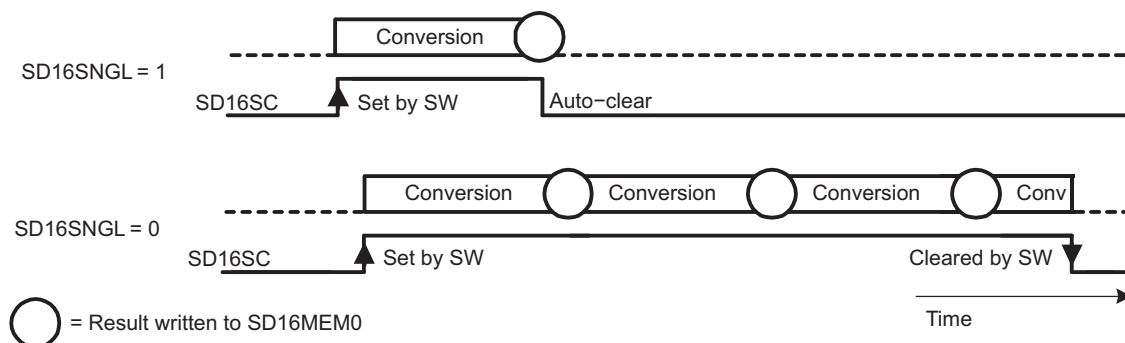 Conversion
SD16SNGL = 1
SD16SC
Set by SW
Auto−clear
Conversion
Conversion
Conversion
Conv
SD16SNGL = 0
SD16SC
Set by SW
Cleared by SW
= Result written to SD16MEM0
Time